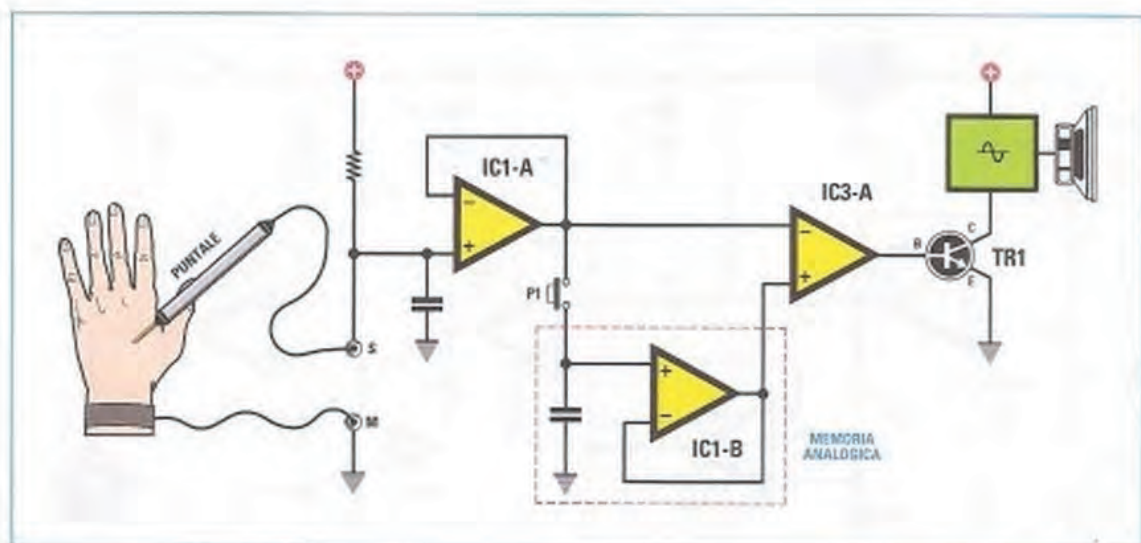 +
+
IC1-A
IC3-A
PUNTALE
-
+
-
+
B
C
E
TR1
P1
S
M
+
-
IC1-B
MEMORIA
ANALOGICA